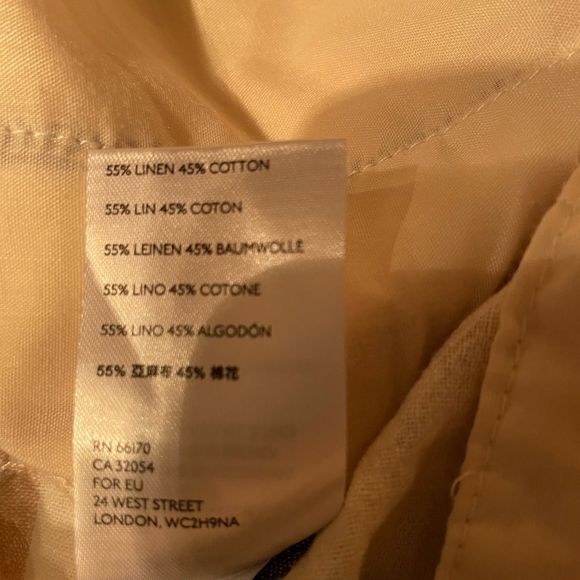 55% LINEN 45% COTTON
55% LIN 45% COTON
55% LEINEN 45% BAUMWOLLE
55% LINO 45% COTONE
55% LINO 45% ALGODÓN
55% 亞麻布 45% 棉花
RN 66170
CA 32054
FOR EU
24 WEST STREET
LONDON, WC2H9NA